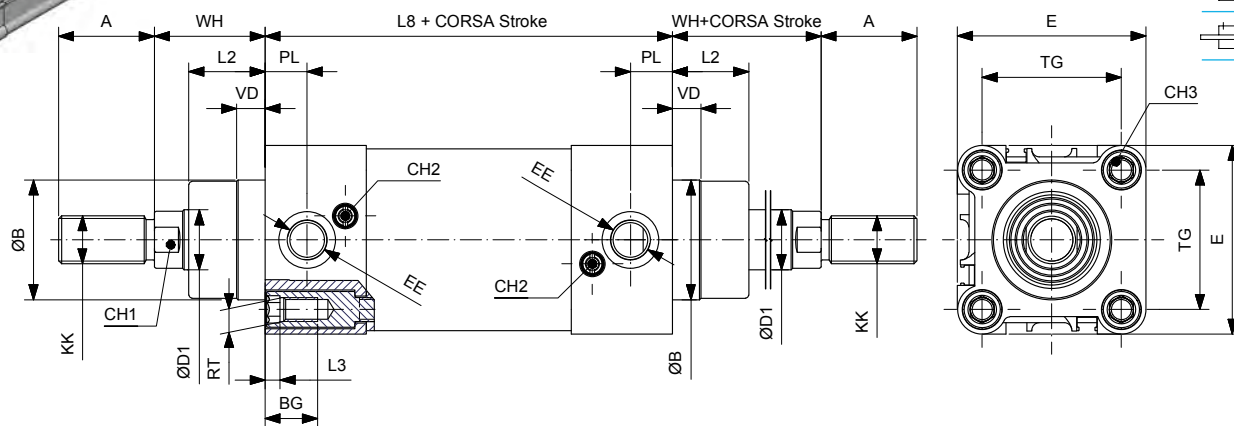 A WH L8 + CORSA Stroke WH+CORSA Stroke A E
L2 PL PL L2 TG
VD VD CH3
CH2 EE
ØB TG E
EE
CH1 CH2
KK ØD1 RT L3 ØB ØD1 KK
BG